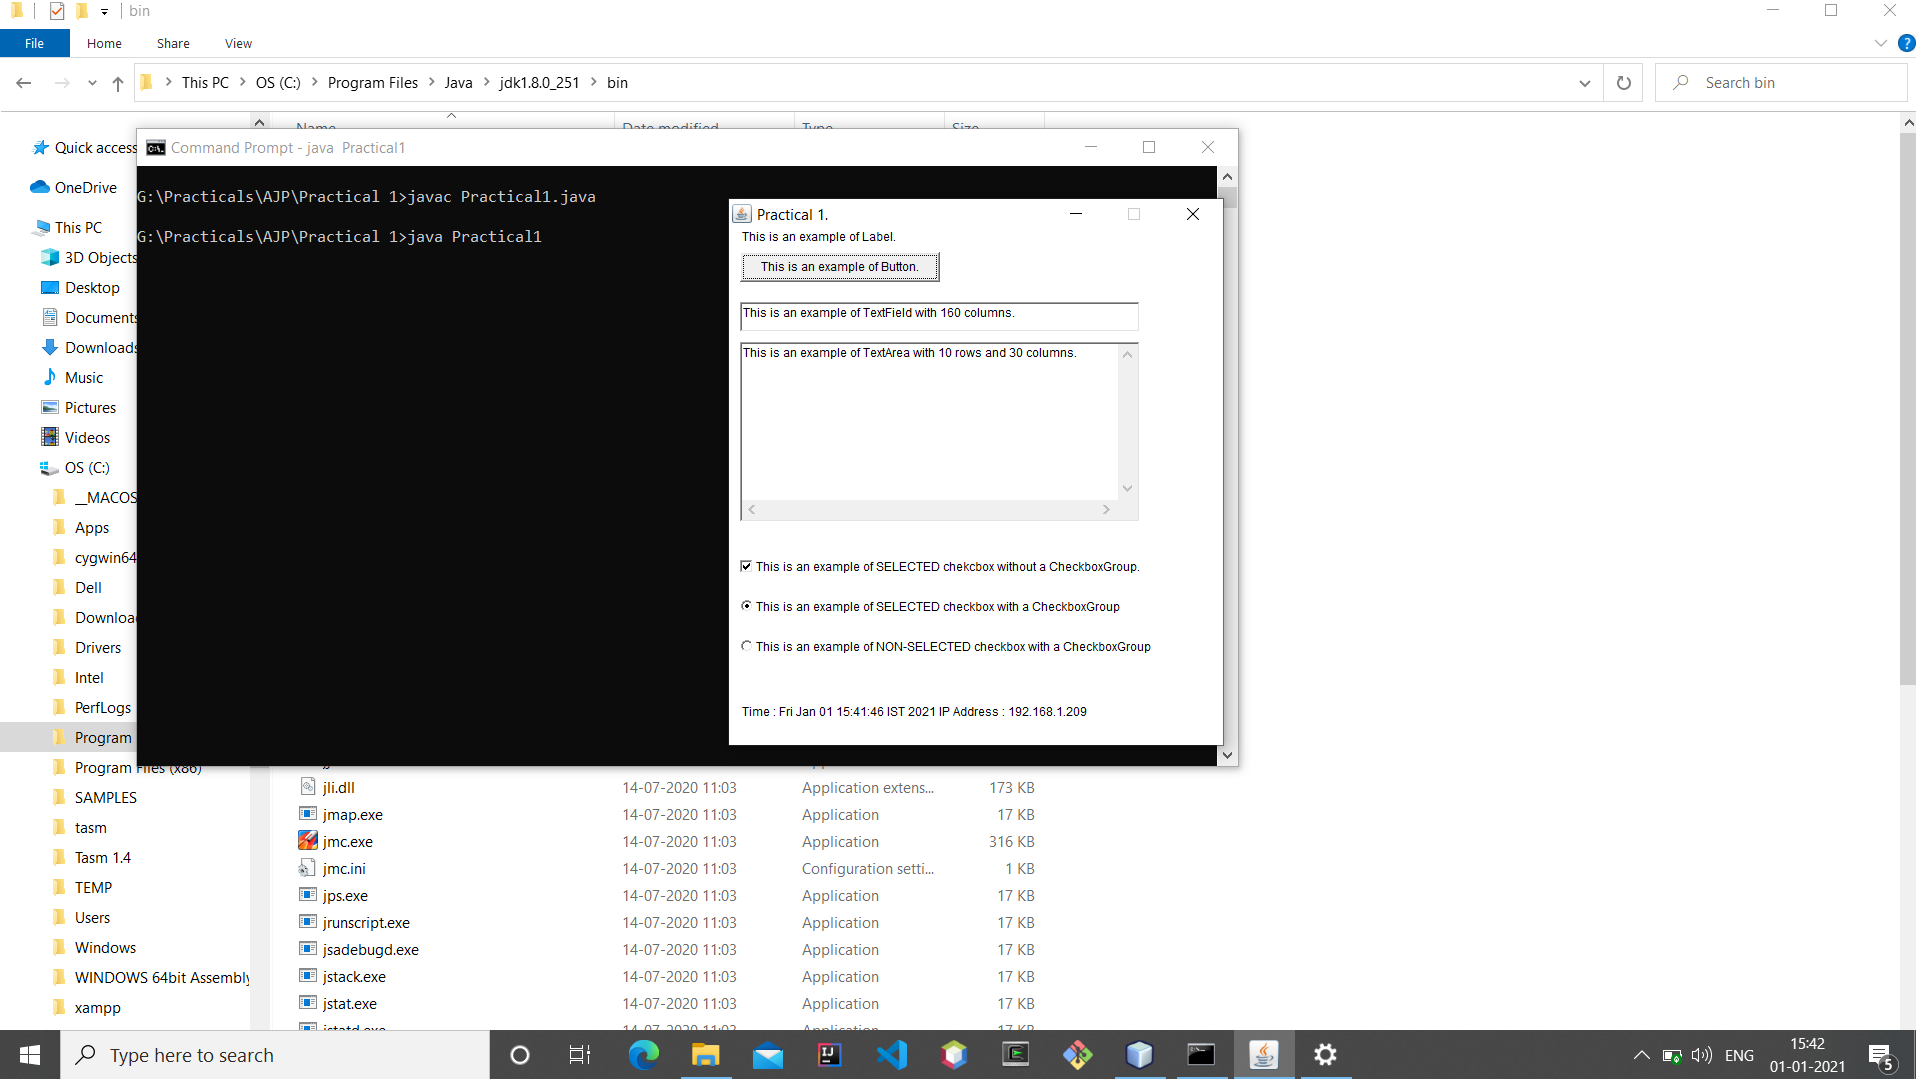 bin
File Home Share View
This PC OS (C:) Program Files Java jdk1.8.0_251 bin
Search bin
Name Date modified Type Size
Quick access
OneDrive
This PC
3D Objects
Desktop
Documents
Downloads
Music
Pictures
Videos
OS (C:)
__MACOS
Apps
cygwin64
Dell
Downloa
Drivers
Intel
PerfLogs
Program
Program Files (x86)
SAMPLES
tasm
Tasm 1.4
TEMP
Users
Windows
WINDOWS 64bit Assembly
xampp
Command Prompt - java Practical1
G:\Practicals\AJP\Practical 1>javac Practical1.java
G:\Practicals\AJP\Practical 1>java Practical1
Practical 1.
This is an example of Label.
This is an example of Button.
This is an example of TextField with 160 columns.
This is an example of TextArea with 10 rows and 30 columns.
This is an example of SELECTED chekcbox without a CheckboxGroup.
This is an example of SELECTED checkbox with a CheckboxGroup
This is an example of NON-SELECTED checkbox with a CheckboxGroup
Time : Fri Jan 01 15:41:46 IST 2021 IP Address : 192.168.1.209
jli.dll 14-07-2020 11:03 Application extens... 173 KB
jmap.exe 14-07-2020 11:03 Application 17 KB
jmc.exe 14-07-2020 11:03 Application 316 KB
jmc.ini 14-07-2020 11:03 Configuration setti... 1 KB
jps.exe 14-07-2020 11:03 Application 17 KB
jrunscript.exe 14-07-2020 11:03 Application 17 KB
jsadebugd.exe 14-07-2020 11:03 Application 17 KB
jstack.exe 14-07-2020 11:03 Application 17 KB
jstat.exe 14-07-2020 11:03 Application 17 KB
jstatd.exe 14-07-2020 11:03 Application 17 KB
Type here to search
ENG
15:42
01-01-2021
5